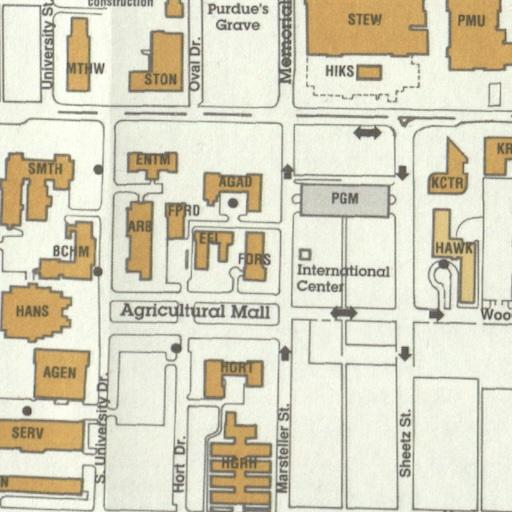 construction
Purdue's
Grave
STEW
PMU
University St.
MTHW
STON
Oval Dr.
Memorial
HIKS
SMTH
ENTM
AGAD
PGM
KCTR
KR
ARB
FPRD
EEL
FORS
BCHM
HAWK
International
Center
HANS
Agricultural Mall
Woo
AGEN
HORT
S. University Dr.
SERV
HGRH
Hort Dr.
Marsteller St.
Sheetz St.
N